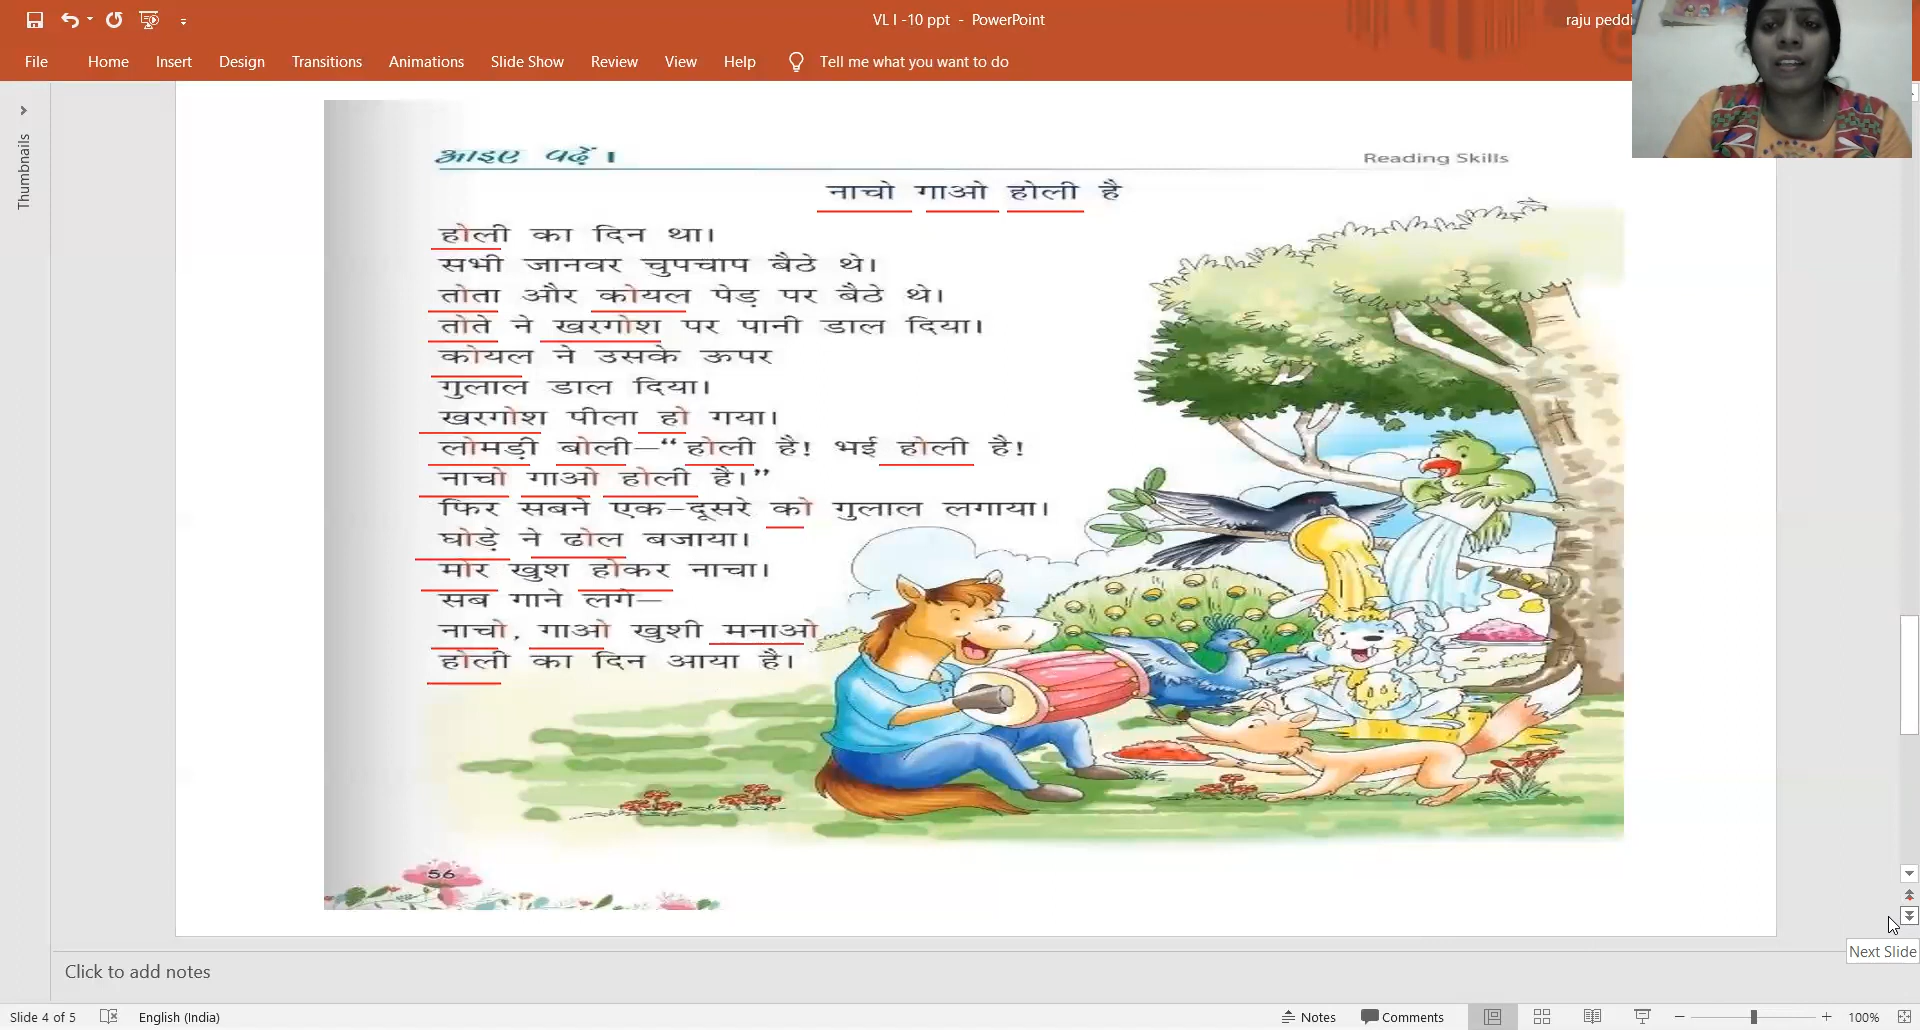 VL I -10 ppt - PowerPoint
raju peddi
File Home Insert Design Transitions Animations Slide Show Review View Help Tell me what you want to do
Thumbnails
आइए पढ़ें।
Reading Skills
नाचो गाओ होली है
होली का दिन था।
सभी जानवर चुपचाप बैठे थे।
तोता और कोयल पेड़ पर बैठे थे।
तोते ने खरगोश पर पानी डाल दिया।
कोयल ने उसके ऊपर
गुलाल डाल दिया।
खरगोश पीला हो गया।
लोमड़ी बोली–“होली है! भई होली है!
नाचो गाओ होली है।”
फिर सबने एक-दूसरे को गुलाल लगाया।
घोड़े ने ढोल बजाया।
मोर खुश होकर नाचा।
सब गाने लगे–
नाचो, गाओ खुशी मनाओ
होली का दिन आया है।
56
Next Slide
Click to add notes
Slide 4 of 5 English (India) Notes Comments 100%